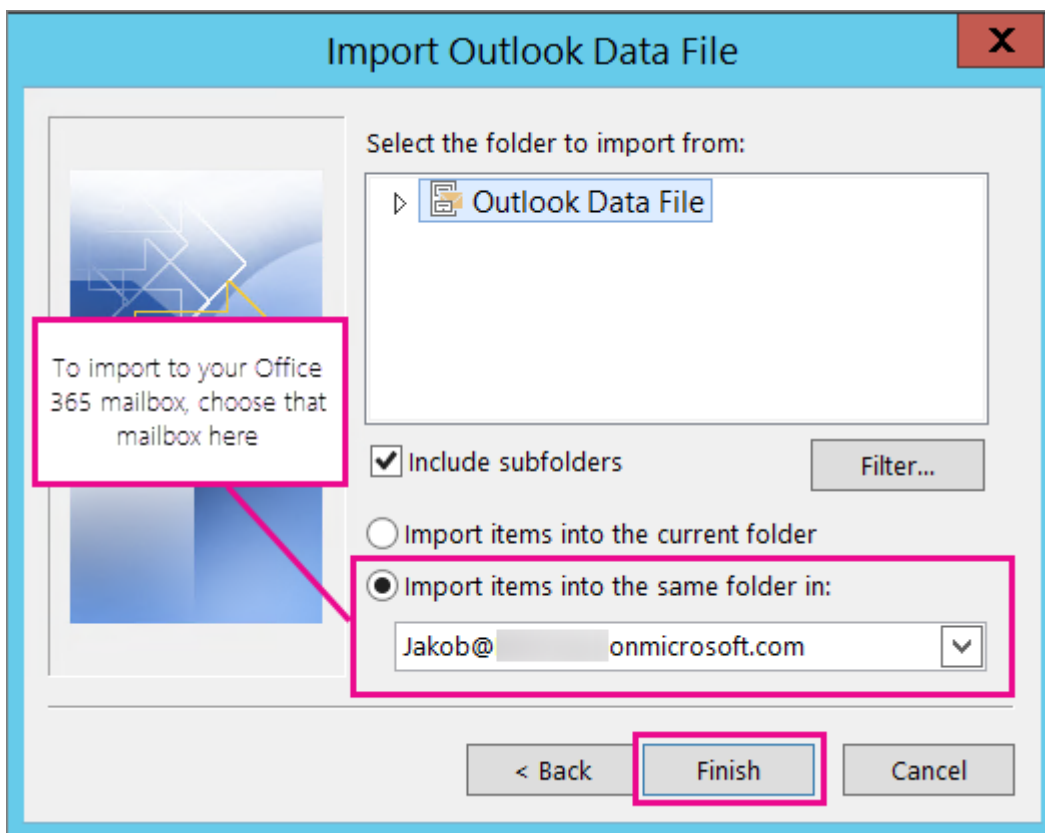 Import Outlook Data File
X
Select the folder to import from:
Outlook Data File
To import to your Office
365 mailbox, choose that
mailbox here
Include subfolders
Filter...
Import items into the current folder
Import items into the same folder in:
Jakob@ onmicrosoft.com
< Back
Finish
Cancel